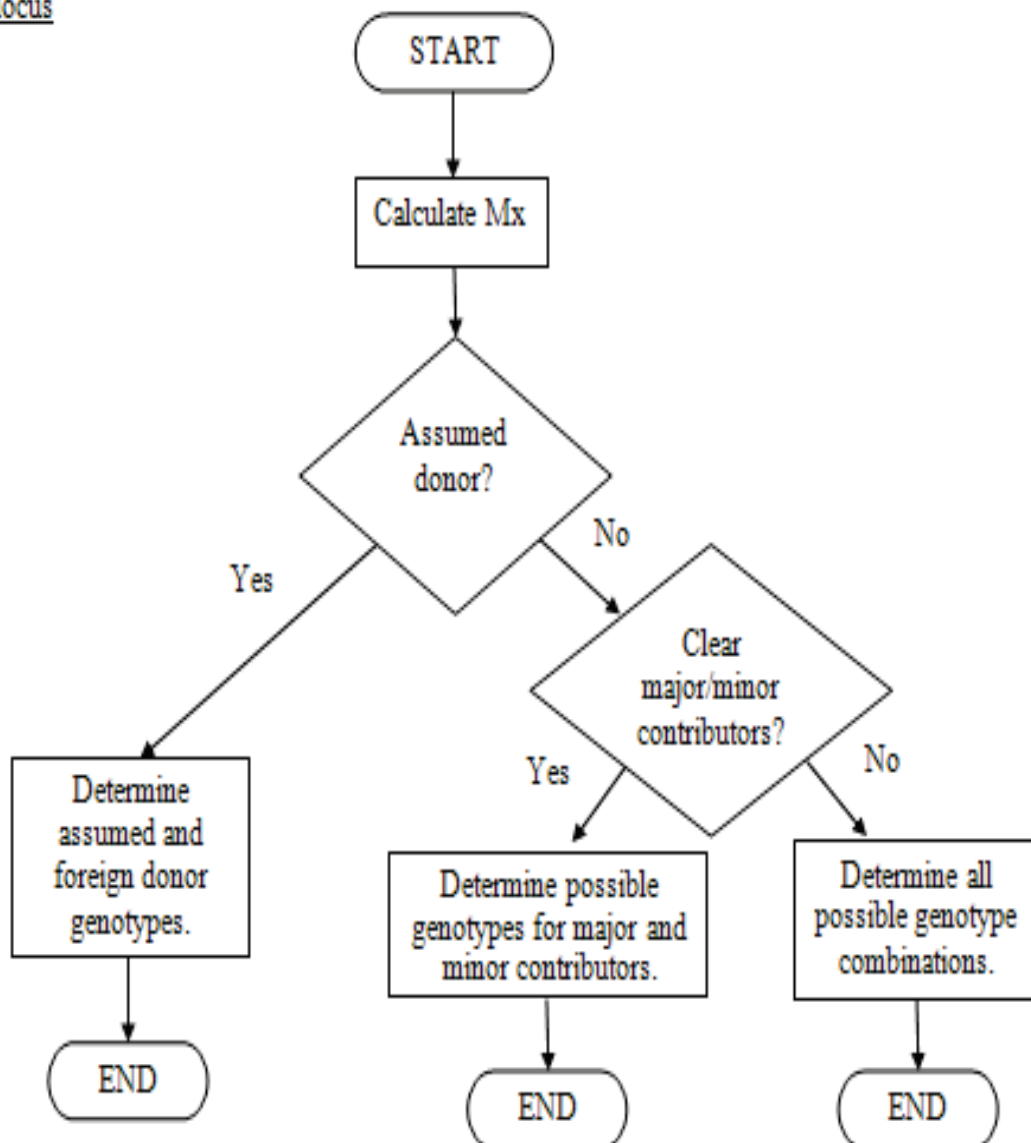 locus
START
Calculate Mx
Assumed
donor?
No
Yes
Clear
major/minor
contributors?
Yes
No
Determine
assumed and
foreign donor
genotypes.
Determine possible
genotypes for major and
minor contributors.
Determine all
possible genotype
combinations.
END
END
END